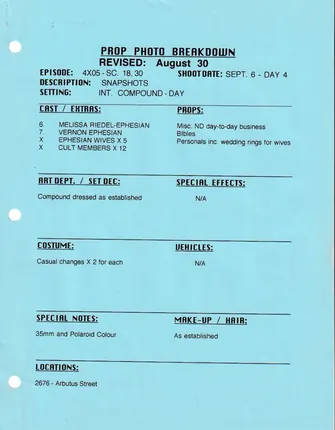 PROP PHOTO BREAKDOWN
REVISED: August 30
EPISODE: 4X05 - SC. 18, 30 SHOOT DATE: SEPT. 6 - DAY 4
DESCRIPTION: SNAPSHOTS
SETTING: INT. COMPOUND - DAY
CAST / EXTRAS: PROPS:
6. MELISSA RIEDEL-EPHESIAN Misc. ND day-to-day business
7. VERNON EPHESIAN Bibles
X EPHESIAN WIVES X 5 Personals inc. wedding rings for wives
X CULT MEMBERS X 12
ART DEPT. / SET DEC: SPECIAL EFFECTS:
Compound dressed as established N/A
COSTUME: VEHICLES:
Casual changes X 2 for each N/A
SPECIAL NOTES: MAKE-UP / HAIR:
35mm and Polaroid Colour As established
LOCATIONS:
2676 - Arbutus Street